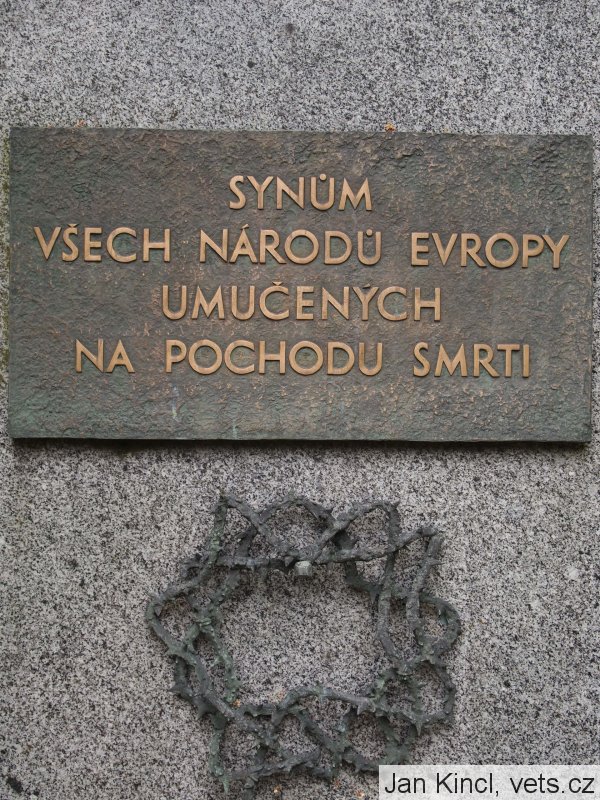 SYNŮM
VŠECH NÁRODŮ EVROPY
UMUČENÝCH
NA POCHODU SMRTI
Jan Kincl, vets.cz